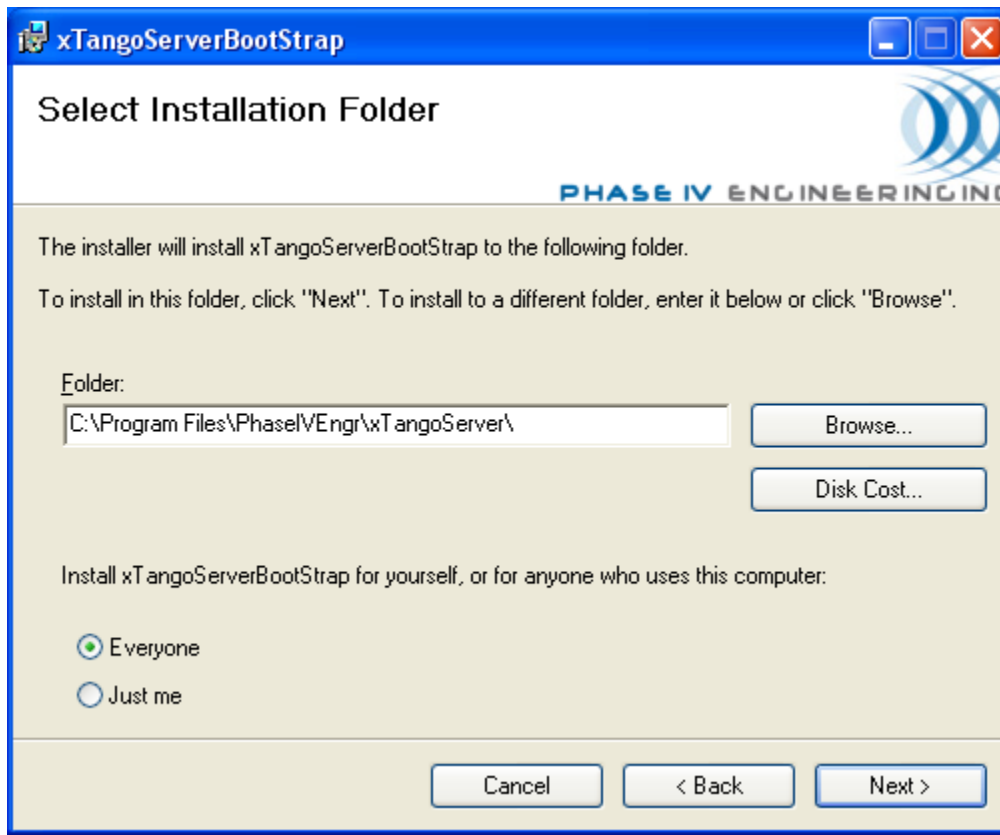 xTangoServerBootStrap
Select Installation Folder
PHASE IV ENGINEERING INC
The installer will install xTangoServerBootStrap to the following folder.
To install in this folder, click "Next". To install to a different folder, enter it below or click "Browse".
Folder:
C:\Program Files\PhaseIVEngr\xTangoServer\
Browse...
Disk Cost...
Install xTangoServerBootStrap for yourself, or for anyone who uses this computer:
Everyone
Just me
Cancel
< Back
Next >